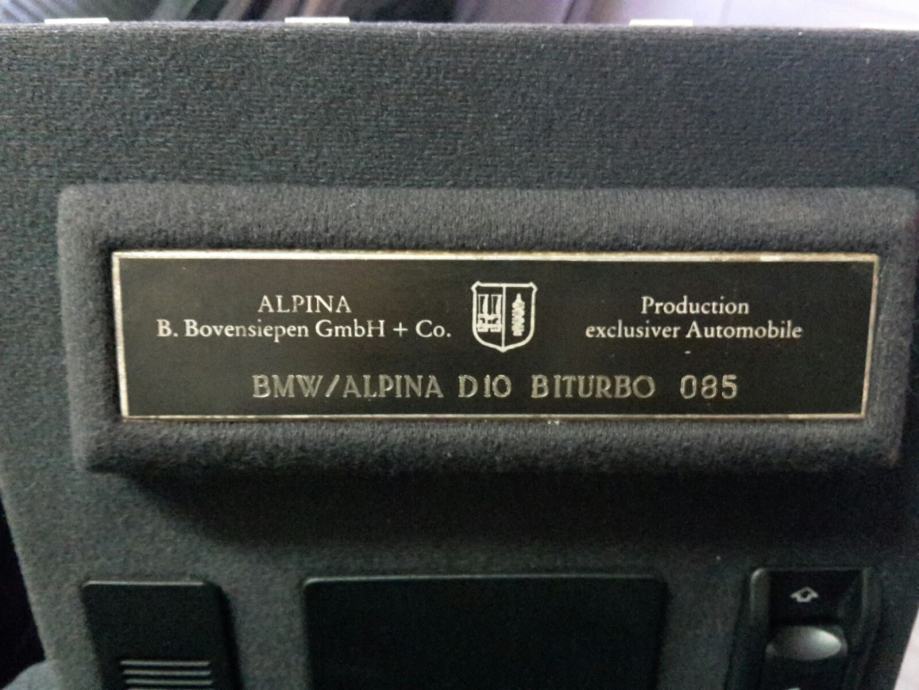 ALPINA
B. Bovensiepen GmbH + Co.
Production
exclusiver Automobile
BMW/ALPINA D10 BITURBO 085